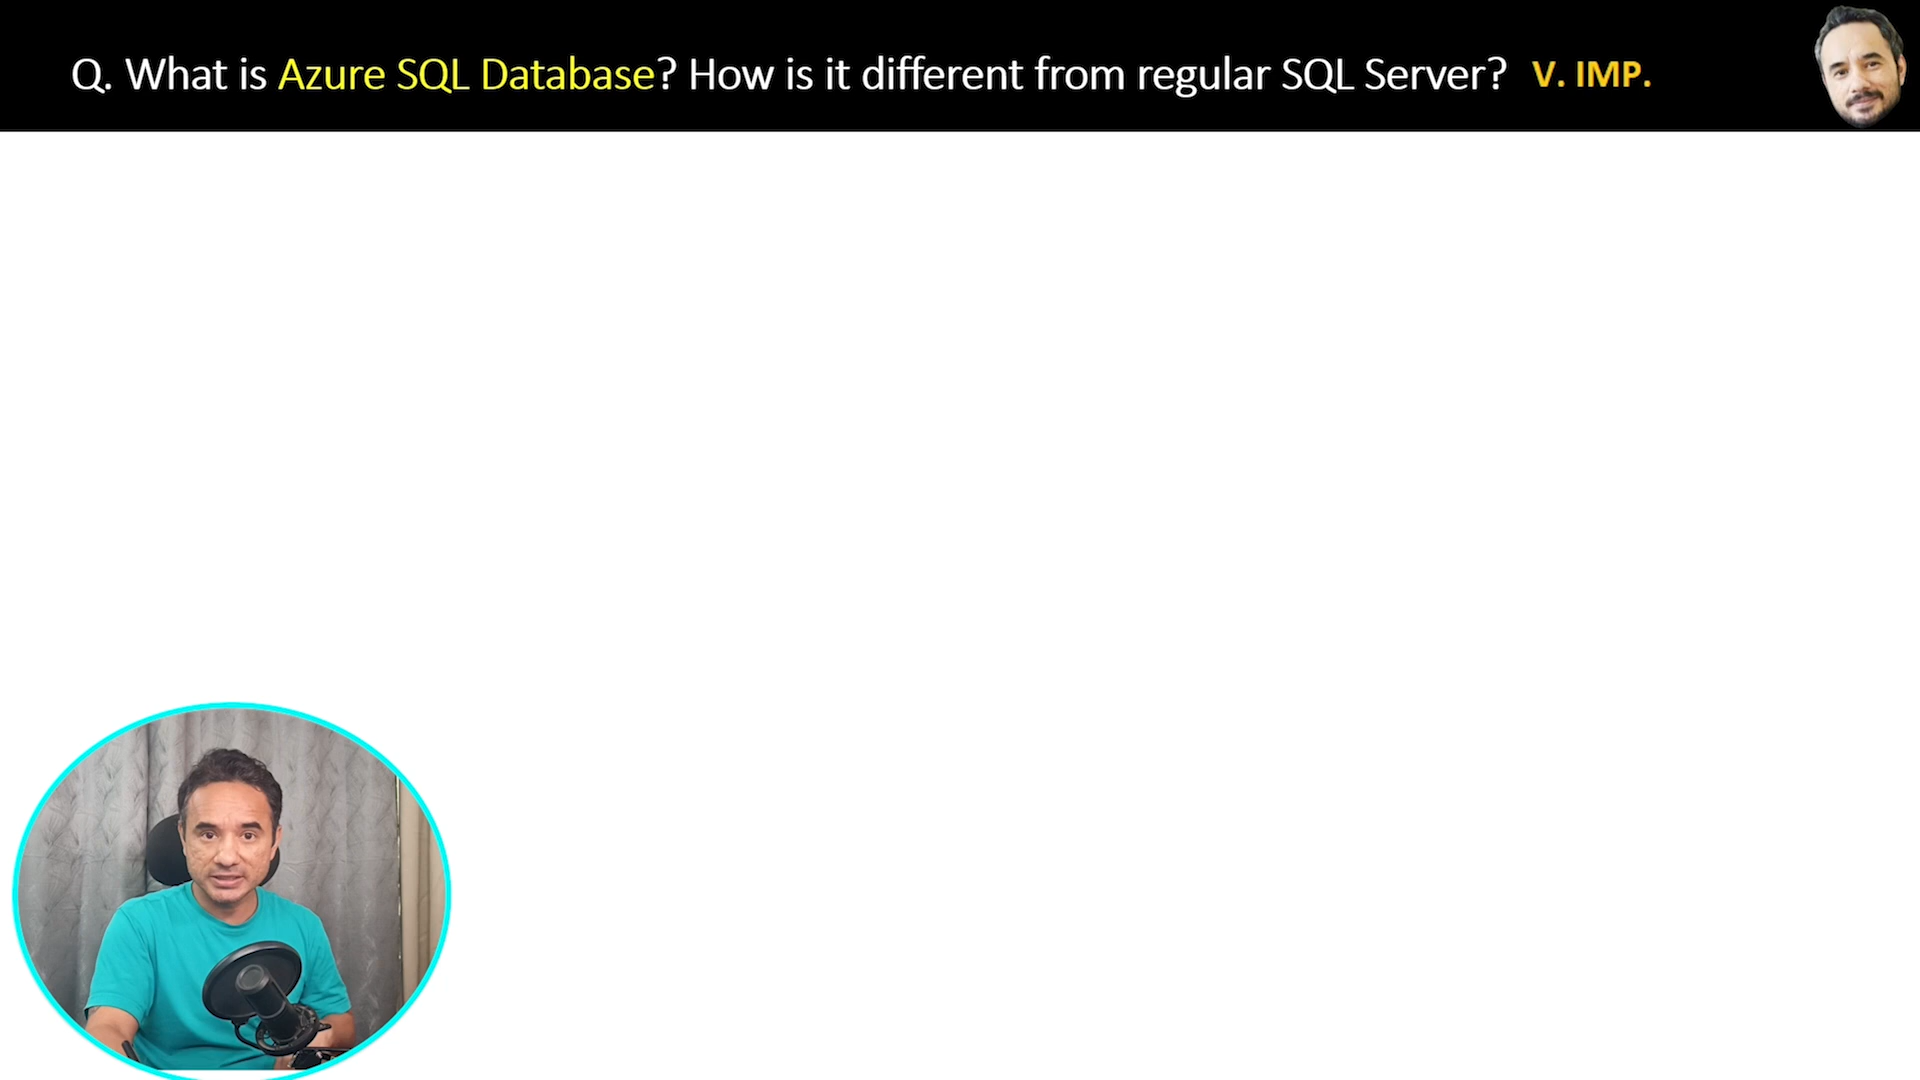 Q. What is Azure SQL Database? How is it different from regular SQL Server? V. IMP.